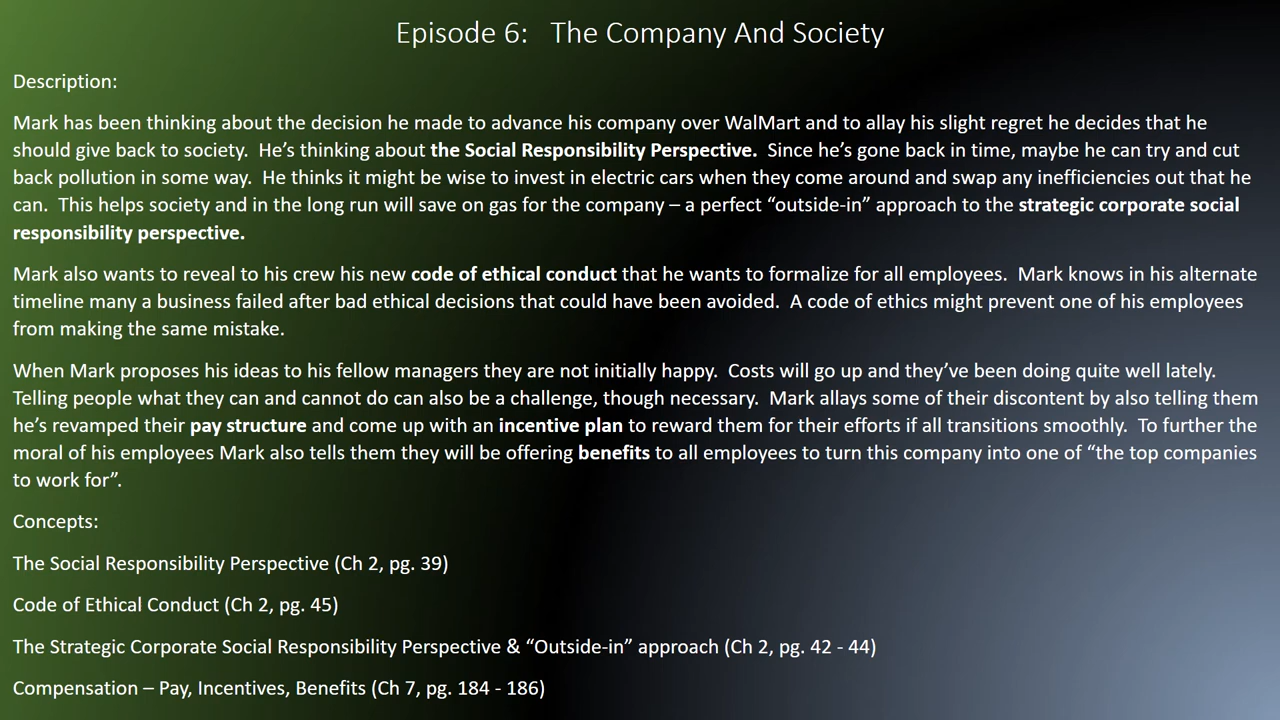 Episode 6:   The Company And Society
Description:
Mark has been thinking about the decision he made to advance his company over WalMart and to allay his slight regret he decides that he
should give back to society.  He’s thinking about the Social Responsibility Perspective.  Since he’s gone back in time, maybe he can try and cut
back pollution in some way.  He thinks it might be wise to invest in electric cars when they come around and swap any inefficiencies out that he
can.  This helps society and in the long run will save on gas for the company – a perfect “outside-in” approach to the strategic corporate social
responsibility perspective.
Mark also wants to reveal to his crew his new code of ethical conduct that he wants to formalize for all employees.  Mark knows in his alternate
timeline many a business failed after bad ethical decisions that could have been avoided.  A code of ethics might prevent one of his employees
from making the same mistake.
When Mark proposes his ideas to his fellow managers they are not initially happy.  Costs will go up and they’ve been doing quite well lately.
Telling people what they can and cannot do can also be a challenge, though necessary.  Mark allays some of their discontent by also telling them
he’s revamped their pay structure and come up with an incentive plan to reward them for their efforts if all transitions smoothly.  To further the
moral of his employees Mark also tells them they will be offering benefits to all employees to turn this company into one of “the top companies
to work for”.
Concepts:
The Social Responsibility Perspective (Ch 2, pg. 39)
Code of Ethical Conduct (Ch 2, pg. 45)
The Strategic Corporate Social Responsibility Perspective & “Outside-in” approach (Ch 2, pg. 42 - 44)
Compensation – Pay, Incentives, Benefits (Ch 7, pg. 184 - 186)